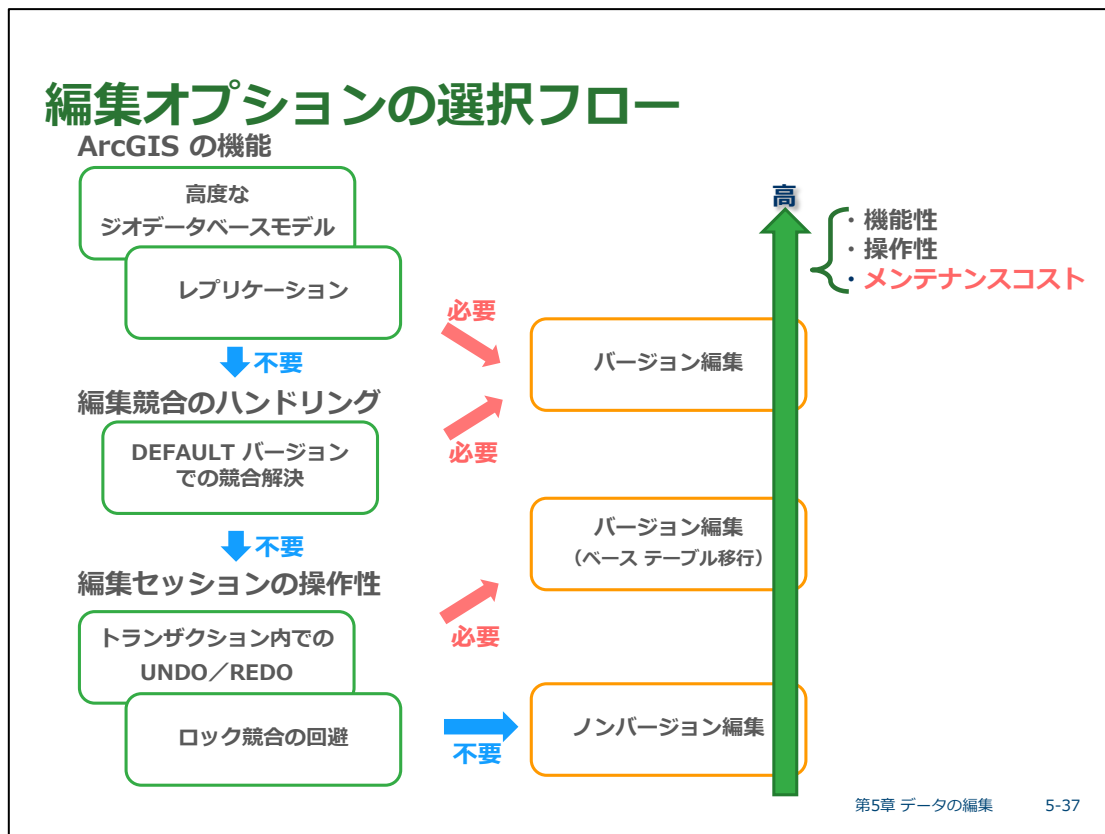 編集オプションの選択フロー
ArcGIS の機能
高度な
ジオデータベースモデル
レプリケーション
必要
不要
編集競合のハンドリング
DEFAULT バージョン
での競合解決
必要
不要
編集セッションの操作性
トランザクション内での
UNDO／REDO
ロック競合の回避
必要
不要
バージョン編集
バージョン編集
（ベース テーブル移行）
ノンバージョン編集
高
・機能性
・操作性
・メンテナンスコスト
第5章 データの編集 5-37